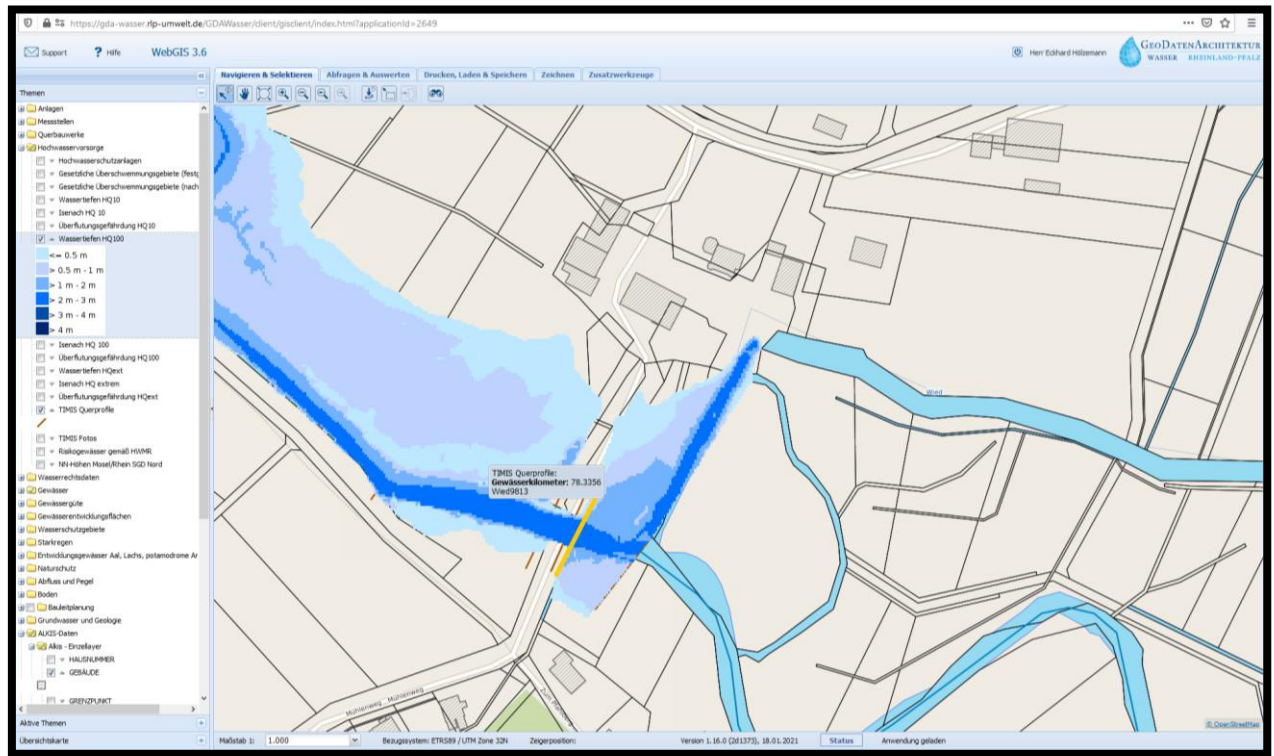 https://gda-wasser.rlp-umwelt.de/GDAWasser/client/gisclient/index.html?applicationId=2649
Support
Hilfe
WebGIS 3.6
Herr Eckhard Hölzemann
GEODATENARCHITEKTUR
WASSER RHEINLAND-PFALZ
Navigieren & Selektieren
Abfragen & Auswerten
Drucken, Laden & Speichern
Zeichnen
Zusatzwerkzeuge
Themen
Anlagen
Messstellen
Querbauwerke
Hochwasservorsorge
Hochwasserschutzanlagen
Gesetzliche Überschwemmungsgebiete (festg
Gesetzliche Überschwemmungsgebiete (nach
Wassertiefen HQ10
Isenach HQ 10
Überflutungsgefährdung HQ10
Wassertiefen HQ100
<= 0.5 m
> 0.5 m - 1 m
> 1 m - 2 m
> 2 m - 3 m
> 3 m - 4 m
> 4 m
Isenach HQ 100
Überflutungsgefährdung HQ100
Wassertiefen HQext
Isenach HQ extrem
Überflutungsgefährdung HQext
TIMIS Querprofile
TIMIS Fotos
Risikogewässer gemäß HWMR
NN-Höhen Mosel/Rhein SGD Nord
Wasserrechtsdaten
Gewässer
Gewässergüte
Gewässerentwicklungsflächen
Wasserschutzgebiete
Starkregen
Entwicklungsgewässer Aal, Lachs, potamodrome Ar
Naturschutz
Abfluss und Pegel
Boden
Bauleitplanung
Grundwasser und Geologie
ALKIS-Daten
Alkis - Einzellayer
HAUSNUMMER
GEBÄUDE
GRENZPUNKT
Aktive Themen
Übersichtskarte
Wied
TIMIS Querprofile:
Gewässerkilometer: 78.3356
Wied9813
Mühlenweg
Mühlenweg
© OpenStreetMap
Maßstab 1:
1.000
Bezugssystem: ETRS89 / UTM Zone 32N
Zeigerposition:
Version 1.16.0 (2d1373), 18.01.2021
Status
Anwendung geladen